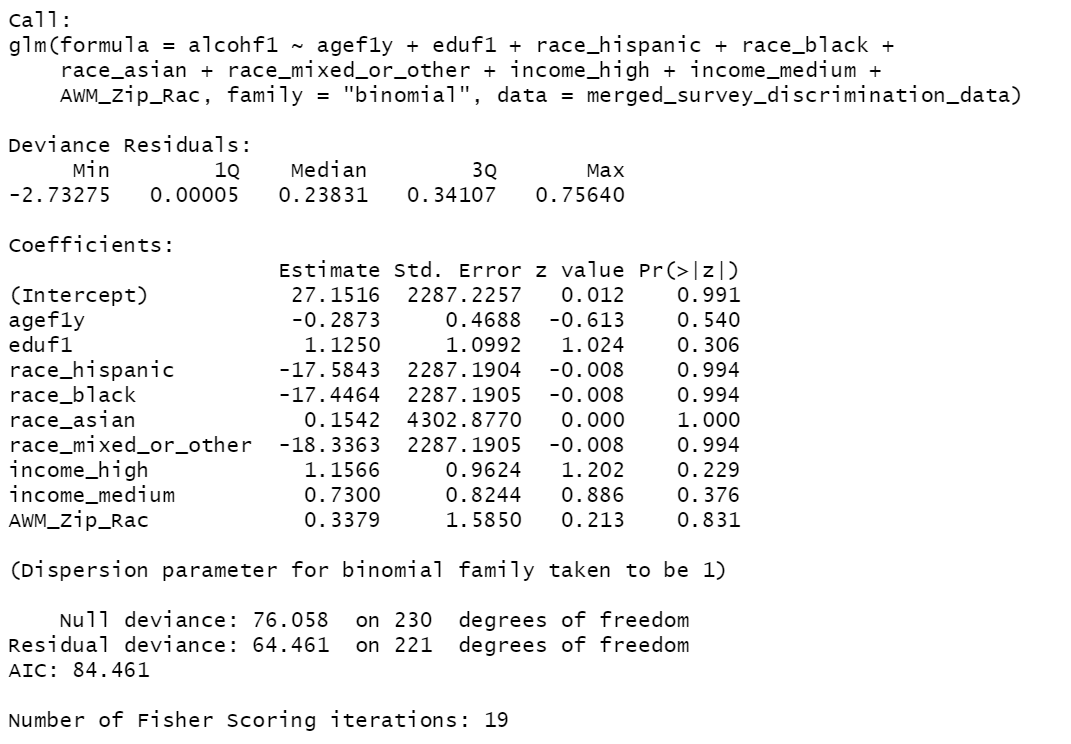 Call:
glm(formula = alcohf1 ~ agef1y + eduf1 + race_hispanic + race_black +
    race_asian + race_mixed_or_other + income_high + income_medium +
    AWM_Zip_Rac, family = "binomial", data = merged_survey_discrimination_data)

Deviance Residuals:
     Min        1Q    Median        3Q       Max
-2.73275   0.00005   0.23831   0.34107   0.75640

Coefficients:
                      Estimate Std. Error z value Pr(>|z|)
(Intercept)            27.1516  2287.2257   0.012    0.991
agef1y                 -0.2873     0.4688  -0.613    0.540
eduf1                   1.1250     1.0992   1.024    0.306
race_hispanic         -17.5843  2287.1904  -0.008    0.994
race_black            -17.4464  2287.1905  -0.008    0.994
race_asian              0.1542  4302.8770   0.000    1.000
race_mixed_or_other   -18.3363  2287.1905  -0.008    0.994
income_high             1.1566     0.9624   1.202    0.229
income_medium           0.7300     0.8244   0.886    0.376
AWM_Zip_Rac             0.3379     1.5850   0.213    0.831

(Dispersion parameter for binomial family taken to be 1)

    Null deviance: 76.058  on 230  degrees of freedom
Residual deviance: 64.461  on 221  degrees of freedom
AIC: 84.461

Number of Fisher Scoring iterations: 19